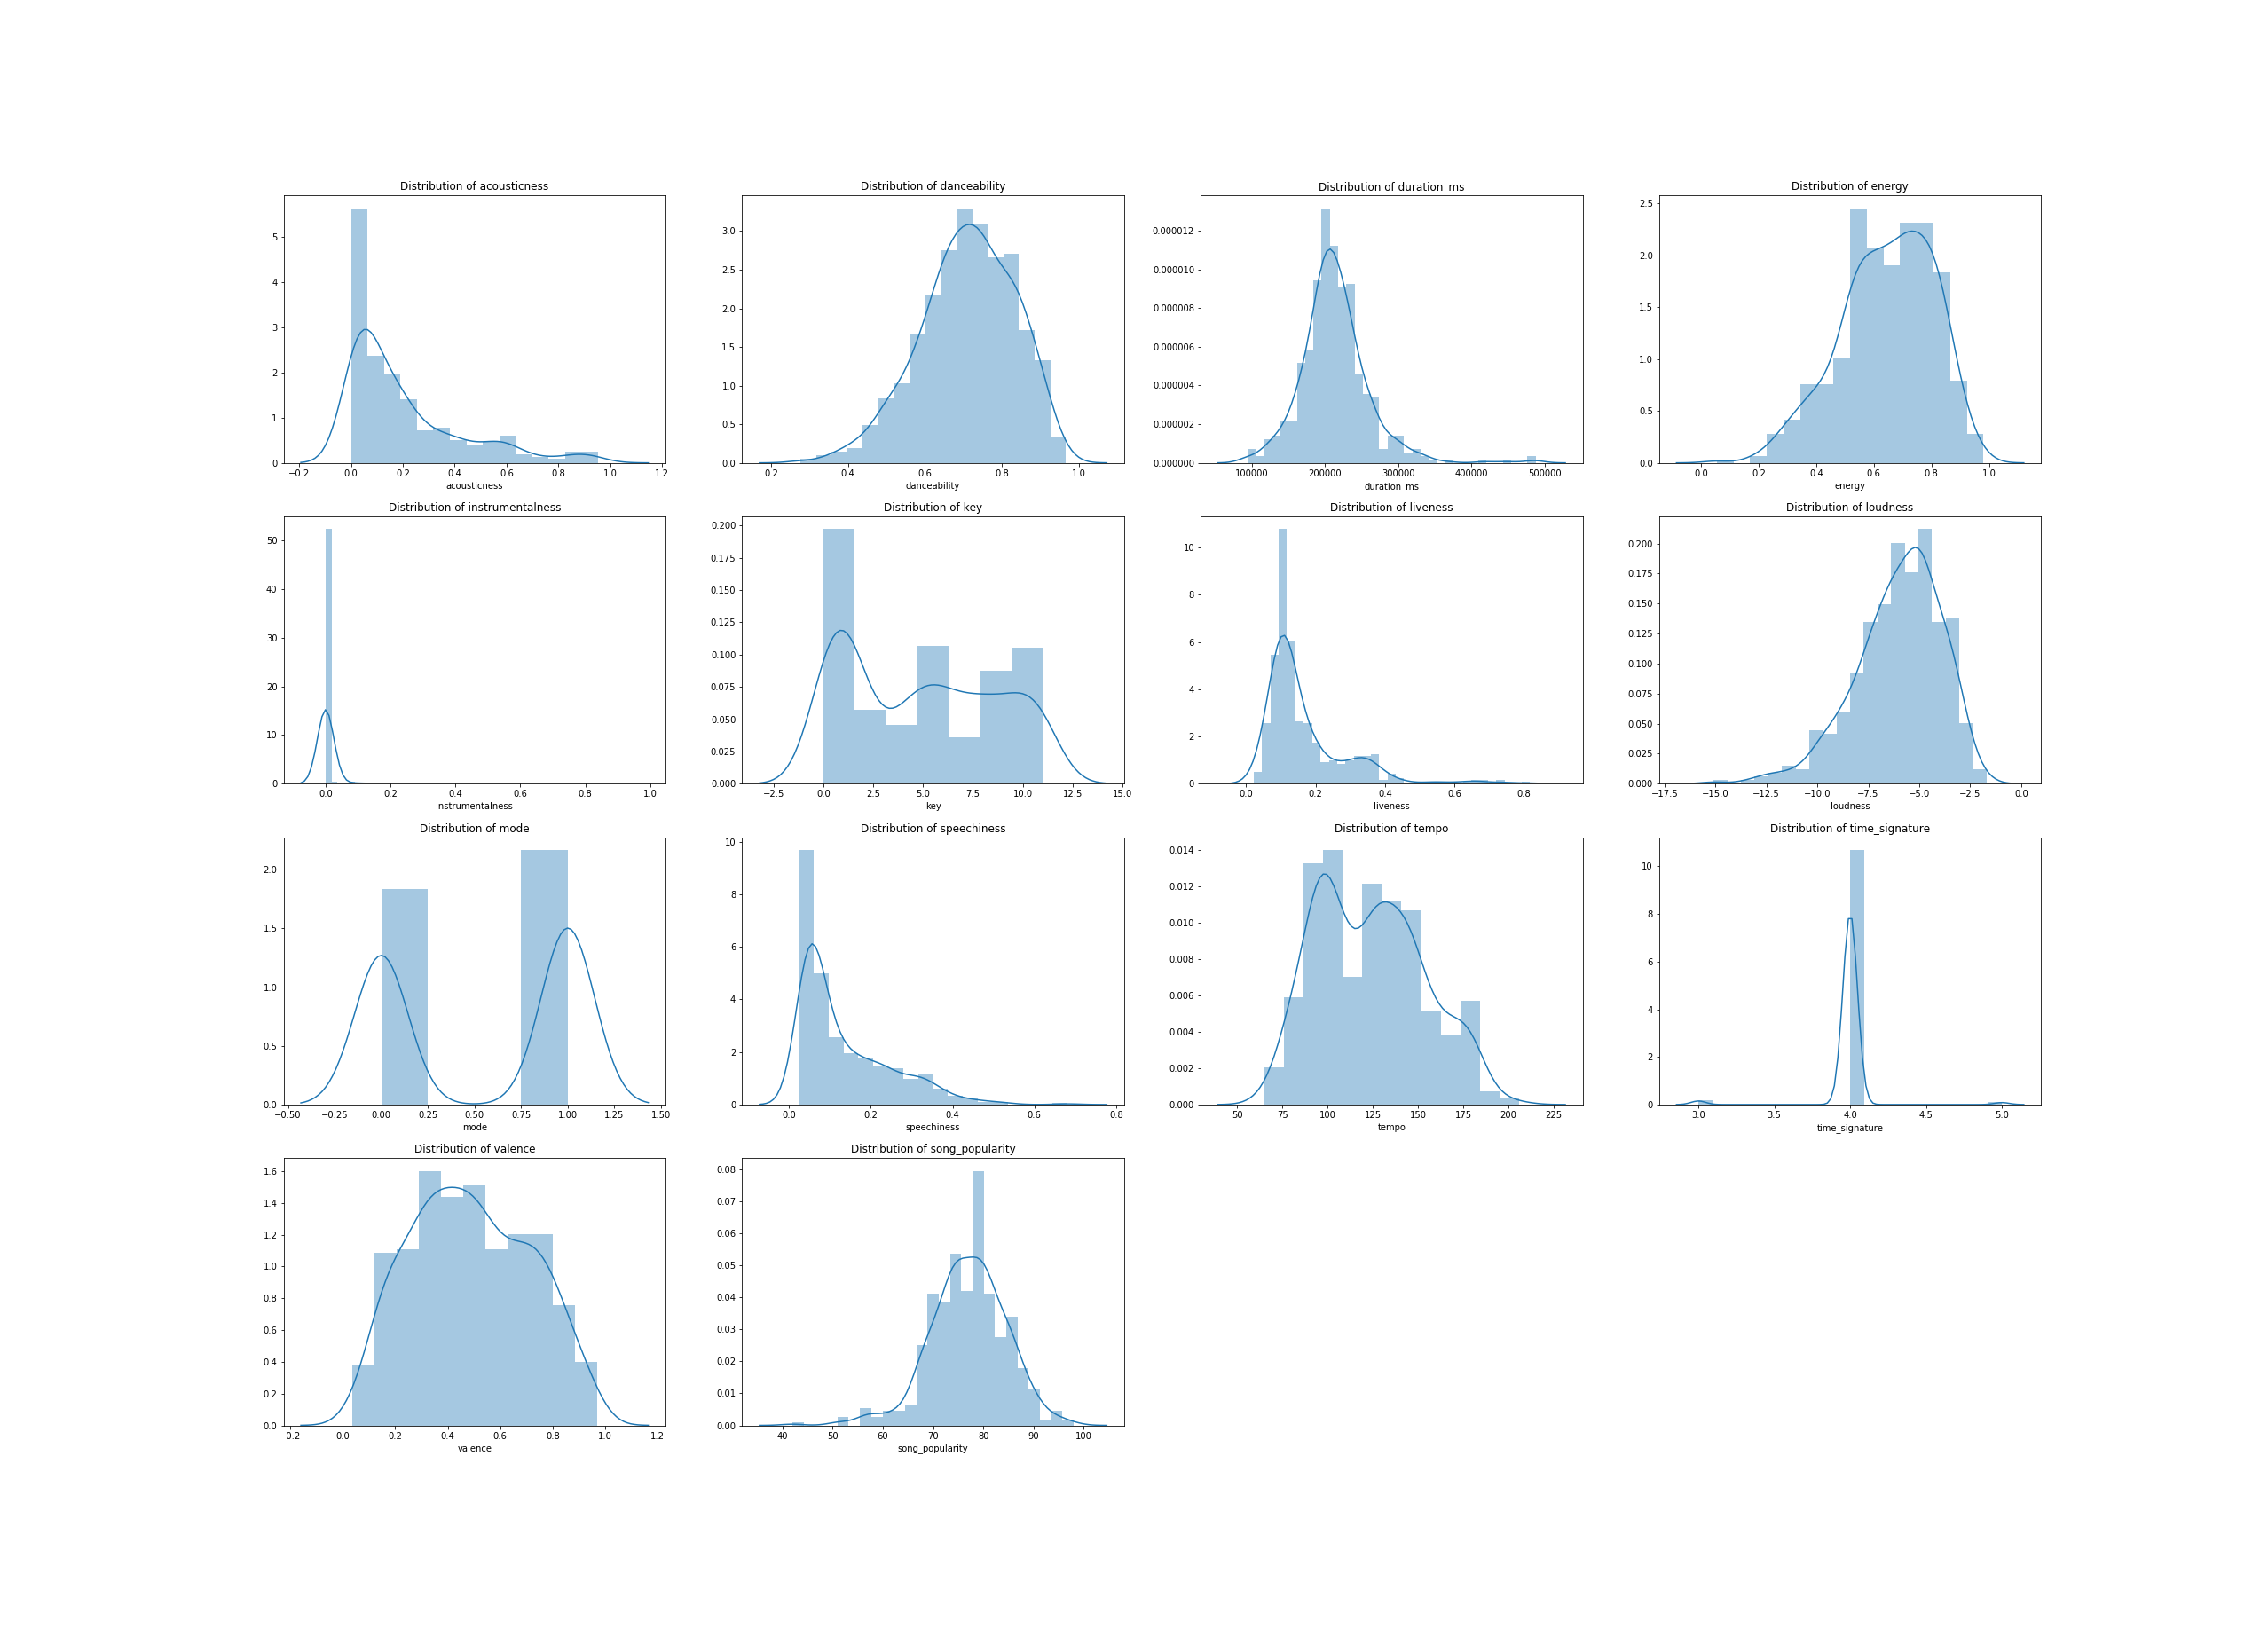 Distribution of acousticness
Distribution of danceability
Distribution of duration_ms
Distribution of energy
5
4
3
2
1
0
−0.2 0.0 0.2 0.4 0.6 0.8 1.0 1.2
acousticness
3.0
2.5
2.0
1.5
1.0
0.5
0.0
0.2 0.4 0.6 0.8 1.0
danceability
0.000012
0.000010
0.000008
0.000006
0.000004
0.000002
0.000000
100000 200000 300000 400000 500000
duration_ms
2.5
2.0
1.5
1.0
0.5
0.0
0.0 0.2 0.4 0.6 0.8 1.0
energy
Distribution of instrumentalness
Distribution of key
Distribution of liveness
Distribution of loudness
50
40
30
20
10
0
0.0 0.2 0.4 0.6 0.8 1.0
instrumentalness
0.200
0.175
0.150
0.125
0.100
0.075
0.050
0.025
0.000
−2.5 0.0 2.5 5.0 7.5 10.0 12.5 15.0
key
10
8
6
4
2
0
0.0 0.2 0.4 0.6 0.8
liveness
0.200
0.175
0.150
0.125
0.100
0.075
0.050
0.025
0.000
−17.5 −15.0 −12.5 −10.0 −7.5 −5.0 −2.5 0.0
loudness
Distribution of mode
Distribution of speechiness
Distribution of tempo
Distribution of time_signature
2.0
1.5
1.0
0.5
0.0
−0.50 −0.25 0.00 0.25 0.50 0.75 1.00 1.25 1.50
mode
10
8
6
4
2
0
0.0 0.2 0.4 0.6 0.8
speechiness
0.014
0.012
0.010
0.008
0.006
0.004
0.002
0.000
50 75 100 125 150 175 200 225
tempo
10
8
6
4
2
0
3.0 3.5 4.0 4.5 5.0
time_signature
Distribution of valence
Distribution of song_popularity
1.6
1.4
1.2
1.0
0.8
0.6
0.4
0.2
0.0
−0.2 0.0 0.2 0.4 0.6 0.8 1.0 1.2
valence
0.08
0.07
0.06
0.05
0.04
0.03
0.02
0.01
0.00
40 50 60 70 80 90 100
song_popularity